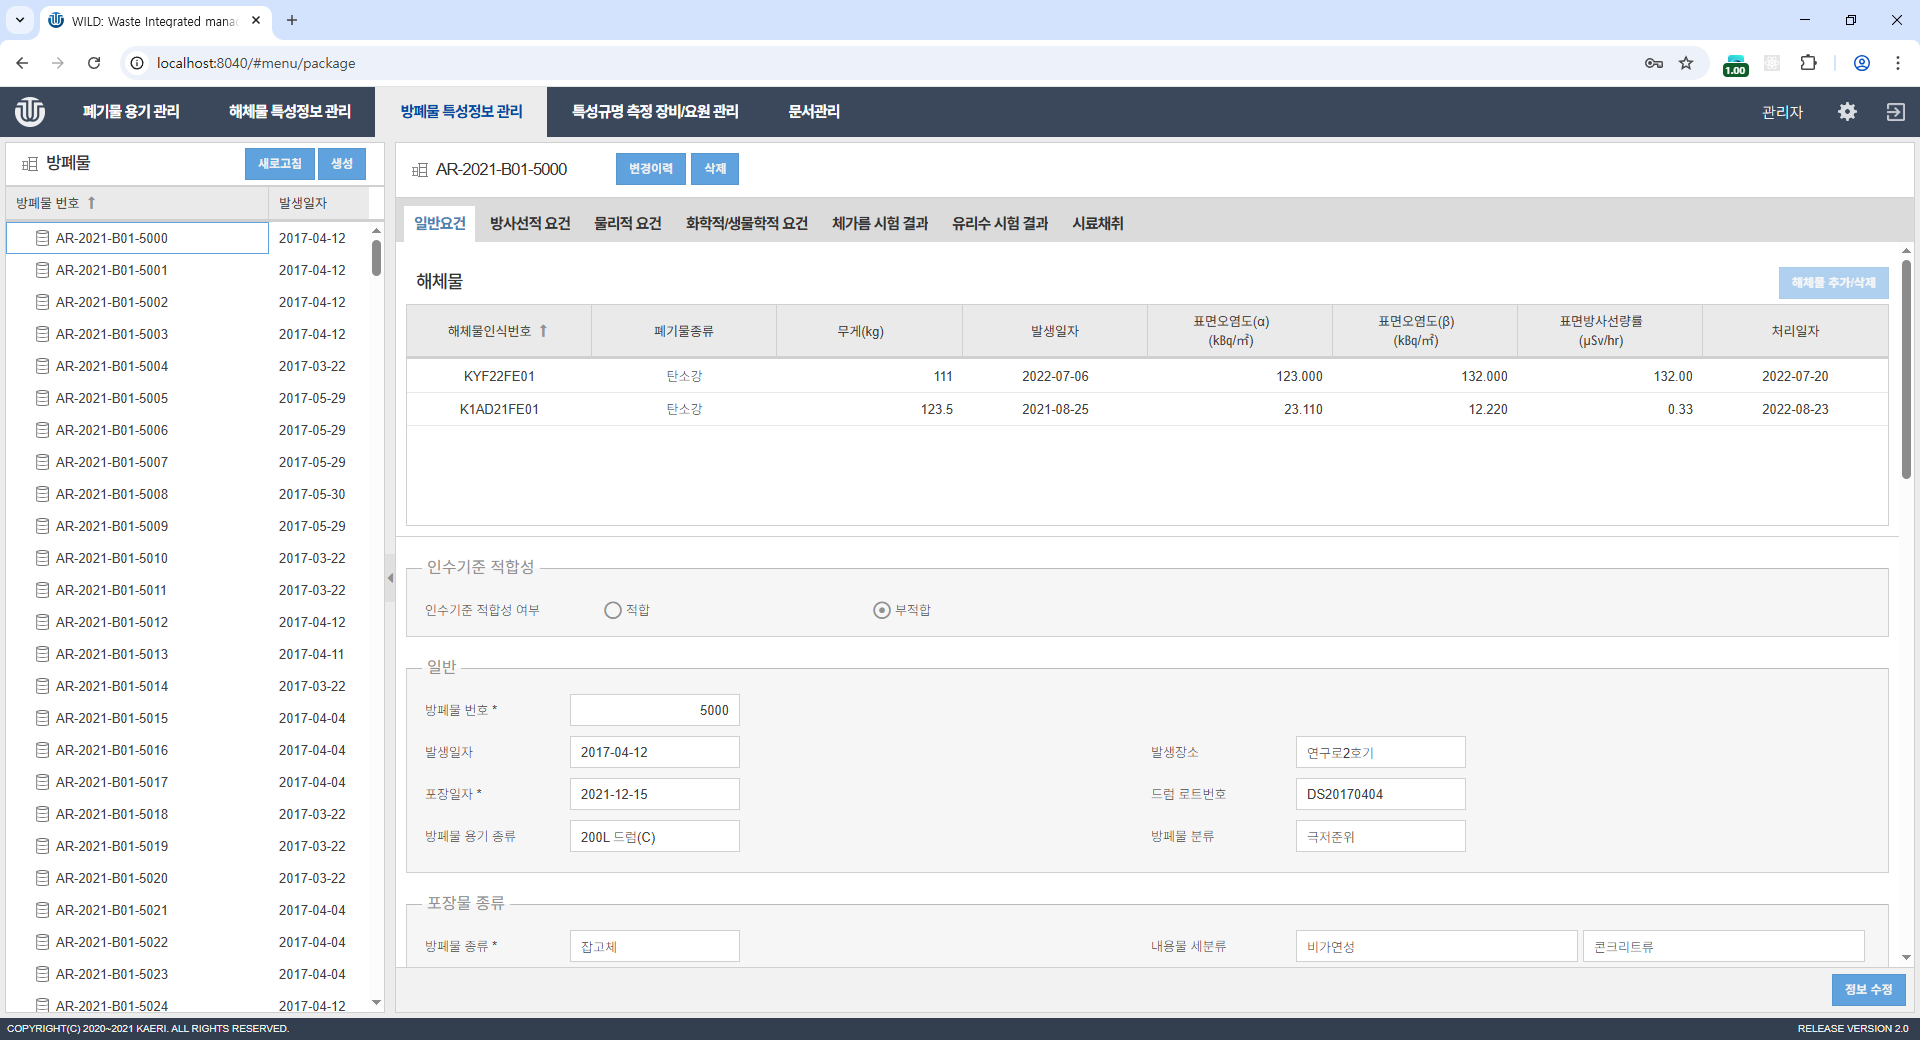 WILD: Waste Integrated mana
localhost:8040/#menu/package
1.00
폐기물 용기 관리
해체물 특성정보 관리
방폐물 특성정보 관리
특성규명 측정 장비/요원 관리
문서관리
관리자
방폐물
새로고침
생성
방폐물 번호
발생일자
AR-2021-B01-5000 2017-04-12
AR-2021-B01-5001 2017-04-12
AR-2021-B01-5002 2017-04-12
AR-2021-B01-5003 2017-04-12
AR-2021-B01-5004 2017-03-22
AR-2021-B01-5005 2017-05-29
AR-2021-B01-5006 2017-05-29
AR-2021-B01-5007 2017-05-29
AR-2021-B01-5008 2017-05-30
AR-2021-B01-5009 2017-05-29
AR-2021-B01-5010 2017-03-22
AR-2021-B01-5011 2017-03-22
AR-2021-B01-5012 2017-04-12
AR-2021-B01-5013 2017-04-11
AR-2021-B01-5014 2017-03-22
AR-2021-B01-5015 2017-04-04
AR-2021-B01-5016 2017-04-04
AR-2021-B01-5017 2017-04-04
AR-2021-B01-5018 2017-03-22
AR-2021-B01-5019 2017-03-22
AR-2021-B01-5020 2017-03-22
AR-2021-B01-5021 2017-04-04
AR-2021-B01-5022 2017-04-04
AR-2021-B01-5023 2017-04-04
AR-2021-B01-5024 2017-04-12
AR-2021-B01-5000
변경이력
삭제
일반요건
방사선적 요건
물리적 요건
화학적/생물학적 요건
체가름 시험 결과
유리수 시험 결과
시료채취
해체물
해체물 추가/삭제
해체물인식번호
폐기물종류
무게(kg)
발생일자
표면오염도(α)
(kBq/㎡)
표면오염도(β)
(kBq/㎡)
표면방사선량률
(μSv/hr)
처리일자
KYF22FE01 탄소강 111 2022-07-06 123.000 132.000 132.00 2022-07-20
K1AD21FE01 탄소강 123.5 2021-08-25 23.110 12.220 0.33 2022-08-23
인수기준 적합성
인수기준 적합성 여부 적합 부적합
일반
방폐물 번호 * 5000
발생일자 2017-04-12 발생장소 연구로2호기
포장일자 * 2021-12-15 드럼 로트번호 DS20170404
방폐물 용기 종류 200L 드럼(C) 방폐물 분류 극저준위
포장물 종류
방폐물 종류 * 잡고체 내용물 세분류 비가연성 콘크리트류
정보 수정
COPYRIGHT(C) 2020~2021 KAERI. ALL RIGHTS RESERVED.
RELEASE VERSION 2.0